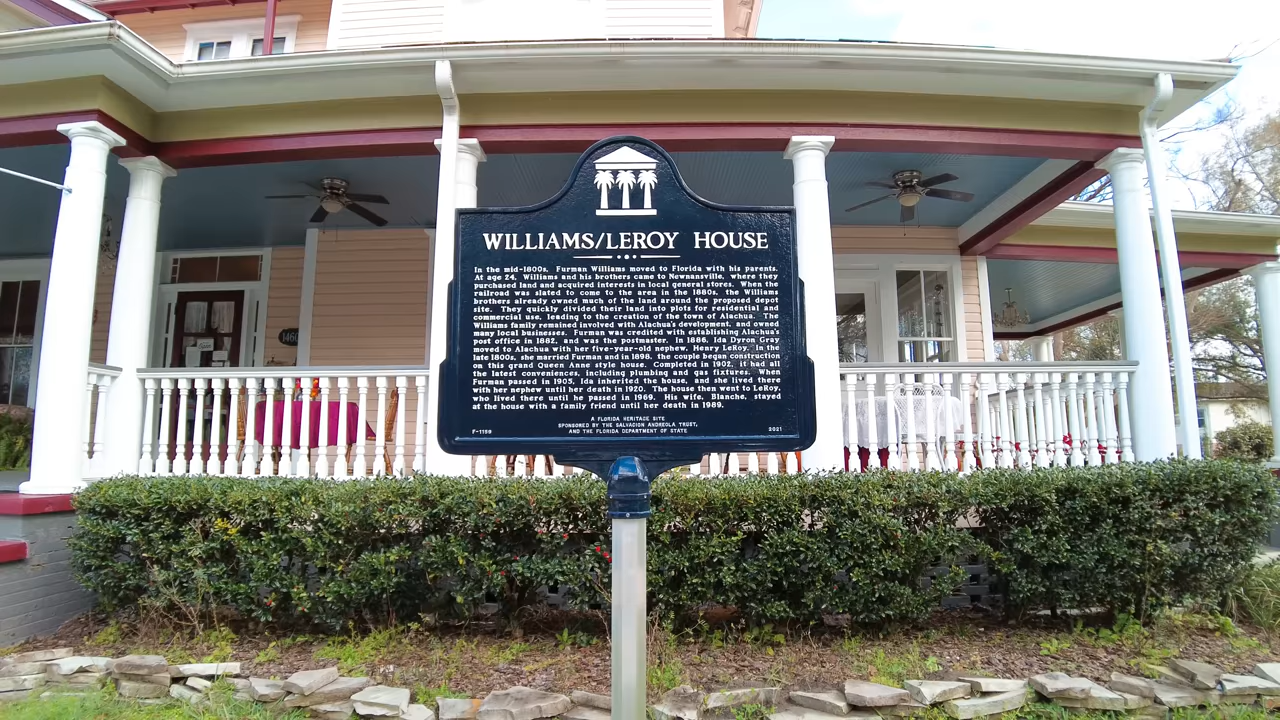 WILLIAMS/LEROY HOUSE
In the mid-1800s, Furman Williams moved to Florida with his parents.
At age 24, Williams and his brothers came to Newnansville, where they
purchased land and acquired interests in local general stores. When the
railroad was slated to come to the area in the 1880s, the Williams
brothers already owned much of the land around the proposed depot
site. They quickly divided their land into plots for residential and
commercial use, leading to the creation of the town of Alachua. The
Williams family remained involved with Alachua's development, and owned
many local businesses. Furman was credited with establishing Alachua's
post office in 1882, and was the postmaster. In 1886, Ida Dyron Gray
moved to Alachua with her five-year-old nephew, Henry LeRoy. In the
late 1800s, she married Furman and in 1898, the couple began construction
on this grand Queen Anne style house. Completed in 1902, it had all
the latest conveniences, including plumbing and gas fixtures. When
Furman passed in 1905, Ida inherited the house, and she lived there
with her nephew until her death in 1920. The house then went to LeRoy,
who lived there until he passed in 1969. His wife, Blanche, stayed
at the house with a family friend until her death in 1989.
A FLORIDA HERITAGE SITE
SPONSORED BY THE SALVACION ANDREOLA TRUST,
AND THE FLORIDA DEPARTMENT OF STATE
F-1158 2021